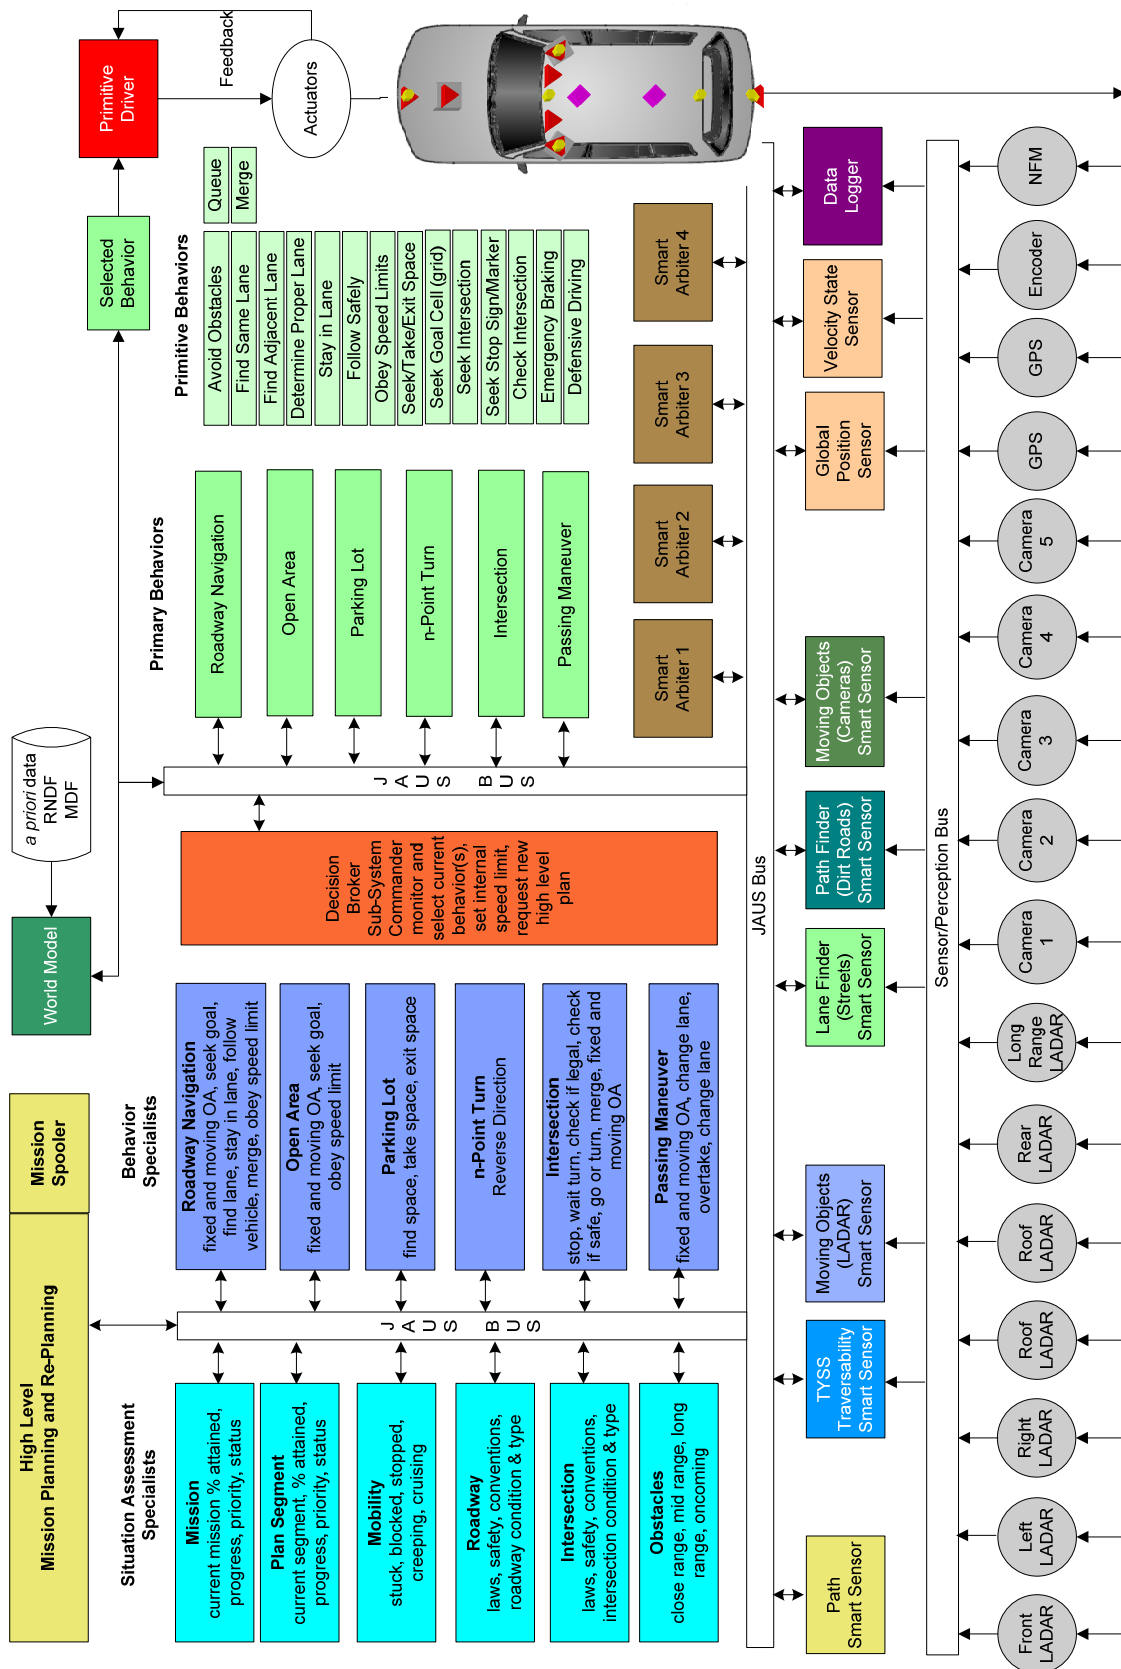 High Level
Mission Planning and Re-Planning
Mission
Spooler
World Model
a priori data
RNDF
MDF
Selected
Behavior
Primitive
Driver
Feedback
Actuators
Situation Assessment
Specialists
Mission
current mission % attained,
progress, priority, status
Plan Segment
current segment, % attained,
progress, priority, status
Mobility
stuck, blocked, stopped,
creeping, cruising
Roadway
laws, safety, conventions,
roadway condition & type
Intersection
laws, safety, conventions,
intersection condition & type
Obstacles
close range, mid range, long
range, oncoming
JAUS BUS
Behavior
Specialists
Roadway Navigation
fixed and moving OA, seek goal,
find lane, stay in lane, follow
vehicle, merge, obey speed limit
Open Area
fixed and moving OA, seek goal,
obey speed limit
Parking Lot
find space, take space, exit space
n-Point Turn
Reverse Direction
Intersection
stop, wait turn, check if legal, check
if safe, go or turn, merge, fixed and
moving OA
Passing Maneuver
fixed and moving OA, change lane,
overtake, change lane
Decision
Broker
Sub-System
Commander
monitor and
select current
behavior(s),
set internal
speed limit,
request new
high level
plan
JAUS BUS
Primary Behaviors
Roadway Navigation
Open Area
Parking Lot
n-Point Turn
Intersection
Passing Maneuver
Primitive Behaviors
Avoid Obstacles
Find Same Lane
Find Adjacent Lane
Determine Proper Lane
Stay in Lane
Follow Safely
Obey Speed Limits
Seek/Take/Exit Space
Seek Goal Cell (grid)
Seek Intersection
Seek Stop Sign/Marker
Check Intersection
Emergency Braking
Defensive Driving
Queue
Merge
Smart
Arbiter 1
Smart
Arbiter 2
Smart
Arbiter 3
Smart
Arbiter 4
JAUS Bus
Path
Smart Sensor
TYSS
Traversability
Smart Sensor
Moving Objects
(LADAR)
Smart Sensor
Lane Finder
(Streets)
Smart Sensor
Path Finder
(Dirt Roads)
Smart Sensor
Moving Objects
(Cameras)
Smart Sensor
Global
Position
Sensor
Velocity State
Sensor
Data
Logger
Sensor/Perception Bus
Front
LADAR
Left
LADAR
Right
LADAR
Roof
LADAR
Roof
LADAR
Rear
LADAR
Long
Range
LADAR
Camera
1
Camera
2
Camera
3
Camera
4
Camera
5
GPS
GPS
Encoder
NFM